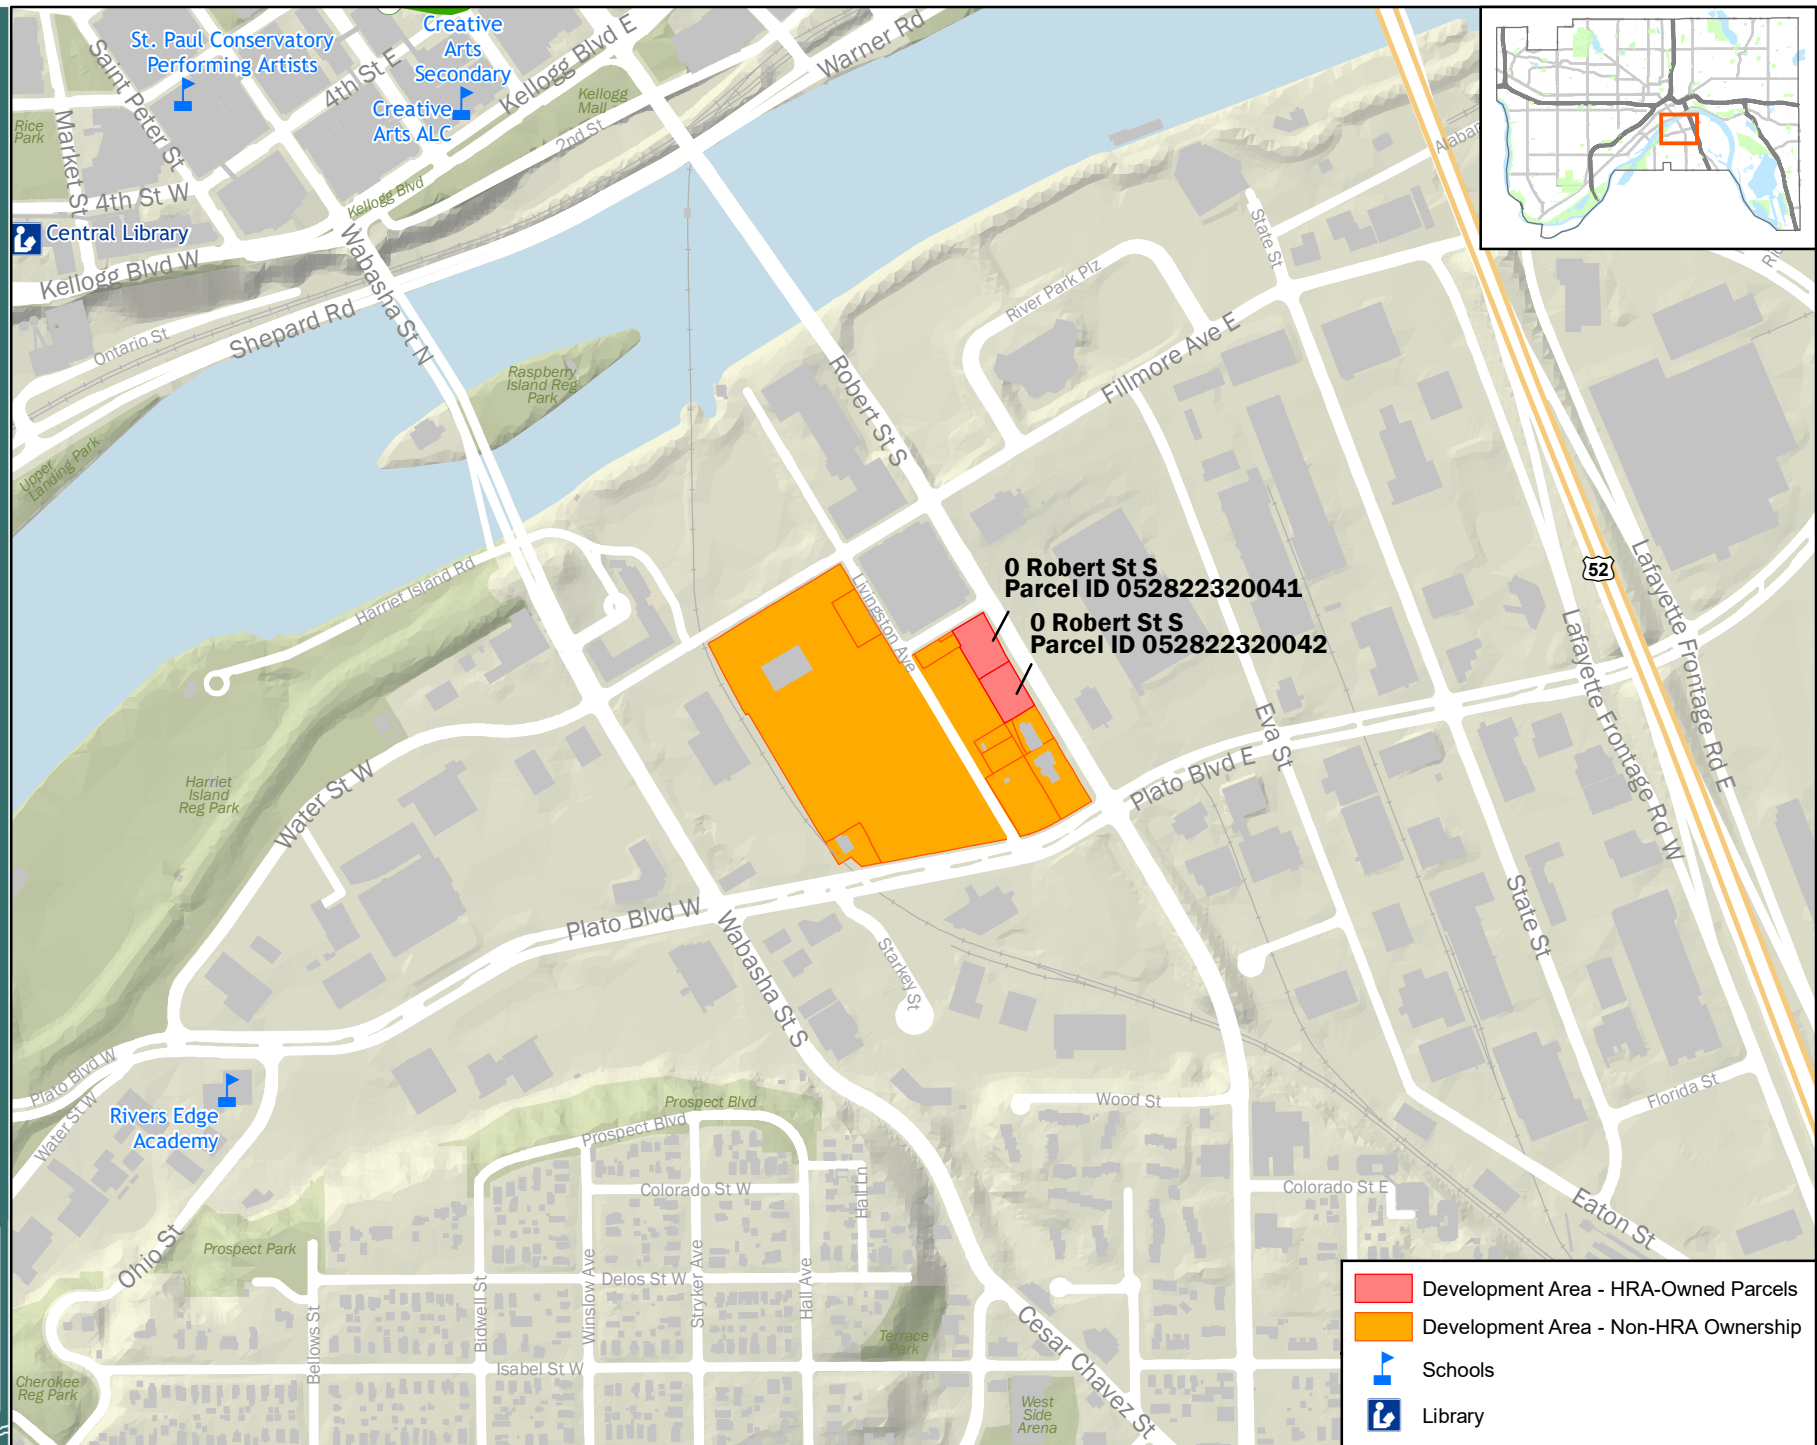 St. Paul Conservatory
Performing Artists
Creative
Arts
Secondary
Creative
Arts ALC
Saint Peter St
4th St E
Kellogg Blvd E
Warner Rd
Kellogg
Mall
2nd St
Rice
Park
Market St
4th St W
Kellogg Blvd
Central Library
Kellogg Blvd W
Wabasha St N
Ontario St
Shepard Rd
Raspberry
Island Reg
Park
Upper
Landing Park
Robert St S
River Park Plz
State St
Fillmore Ave E
Harriet Island Rd
Livingston Ave
0 Robert St S
Parcel ID 052822320041
0 Robert St S
Parcel ID 052822320042
52
Lafayette Frontage Rd E
Lafayette Frontage Rd W
Eva St
Plato Blvd E
Harriet
Island
Reg Park
Water St W
Plato Blvd W
Wabasha St S
Starkey St
State St
Plato Blvd W
Water St W
Rivers Edge
Academy
Prospect Blvd
Prospect Blvd
Wood St
Florida St
Colorado St W
Hall Ln
Colorado St E
Eaton St
Ohio St
Prospect Park
Delos St W
Bellows St
Bidwell St
Winslow Ave
Stryker Ave
Hall Ave
Terrace
Park
Cesar Chavez St
Isabel St W
Cherokee
Reg Park
West
Side
Arena
Development Area - HRA-Owned Parcels
Development Area - Non-HRA Ownership
Schools
Library